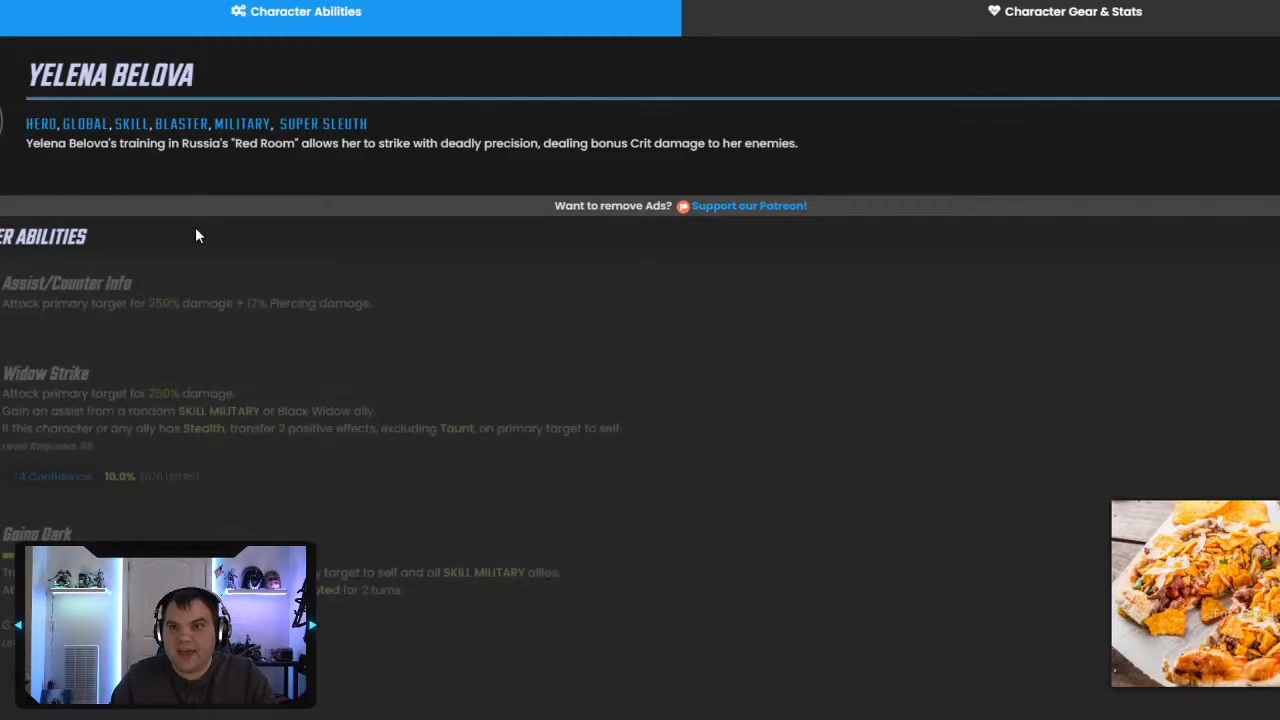 Character Abilities
Character Gear & Stats
YELENA BELOVA
HERO, GLOBAL, SKILL, BLASTER, MILITARY, SUPER SLEUTH
Yelena Belova's training in Russia's "Red Room" allows her to strike with deadly precision, dealing bonus Crit damage to her enemies.
Want to remove Ads? Support our Patreon!
ER ABILITIES
Assist/Counter Info
Attack primary target for 250% damage + 17% Piercing damage.
Widow Strike
Attack primary target for 250% damage.
Gain an assist from a random SKILL MILITARY or Black Widow ally.
If this character or any ally has Stealth, transfer 2 positive effects, excluding Taunt, on primary target to self.
Level Required:
Confidence 10.0%
Going Dark
target to self and all SKILL MILITARY allies.
for 2 turns.